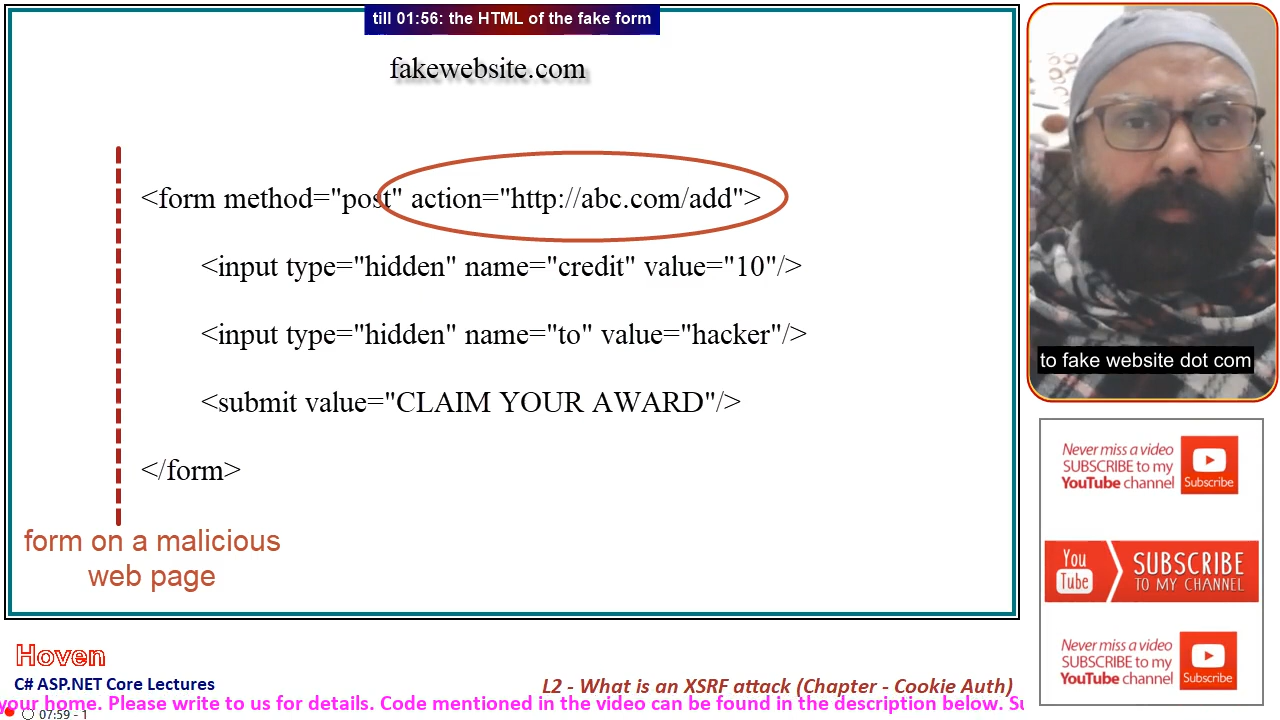 till 01:56: the HTML of the fake form
fakewebsite.com
<form method="post" action="http://abc.com/add">
<input type="hidden" name="credit" value="10"/>
<input type="hidden" name="to" value="hacker"/>
<submit value="CLAIM YOUR AWARD"/>
</form>
form on a malicious
web page
to fake website dot com
Never miss a video
SUBSCRIBE to my
YouTube channel
Subscribe
You
Tube
SUBSCRIBE
TO MY CHANNEL
Never miss a video
SUBSCRIBE to my
YouTube channel
Subscribe
Hoven
C# ASP.NET Core Lectures
L2 - What is an XSRF attack (Chapter - Cookie Auth)
your home. Please write to us for details. Code mentioned in the video can be found in the description below.
07:59 - 1